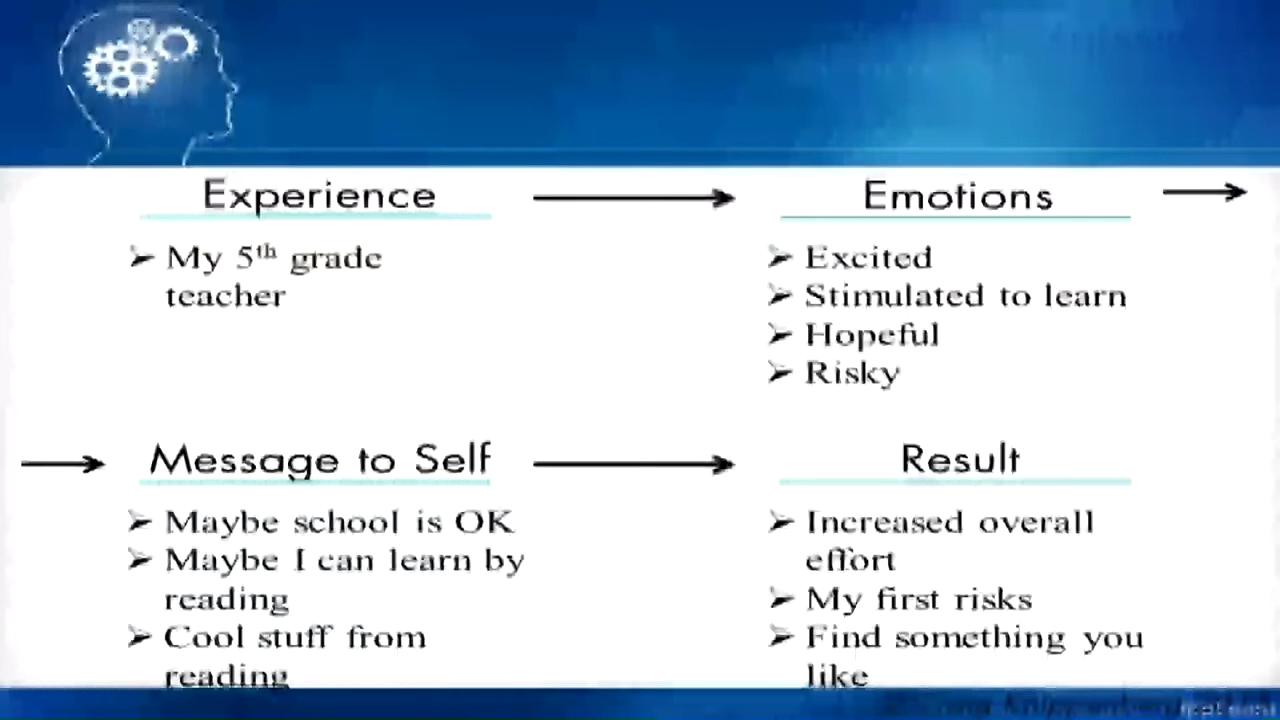 Experience
➢ My 5th grade
teacher
Emotions
➢ Excited
➢ Stimulated to learn
➢ Hopeful
➢ Risky
Message to Self
➢ Maybe school is OK
➢ Maybe I can learn by
reading
➢ Cool stuff from
reading
Result
➢ Increased overall
effort
➢ My first risks
➢ Find something you
like